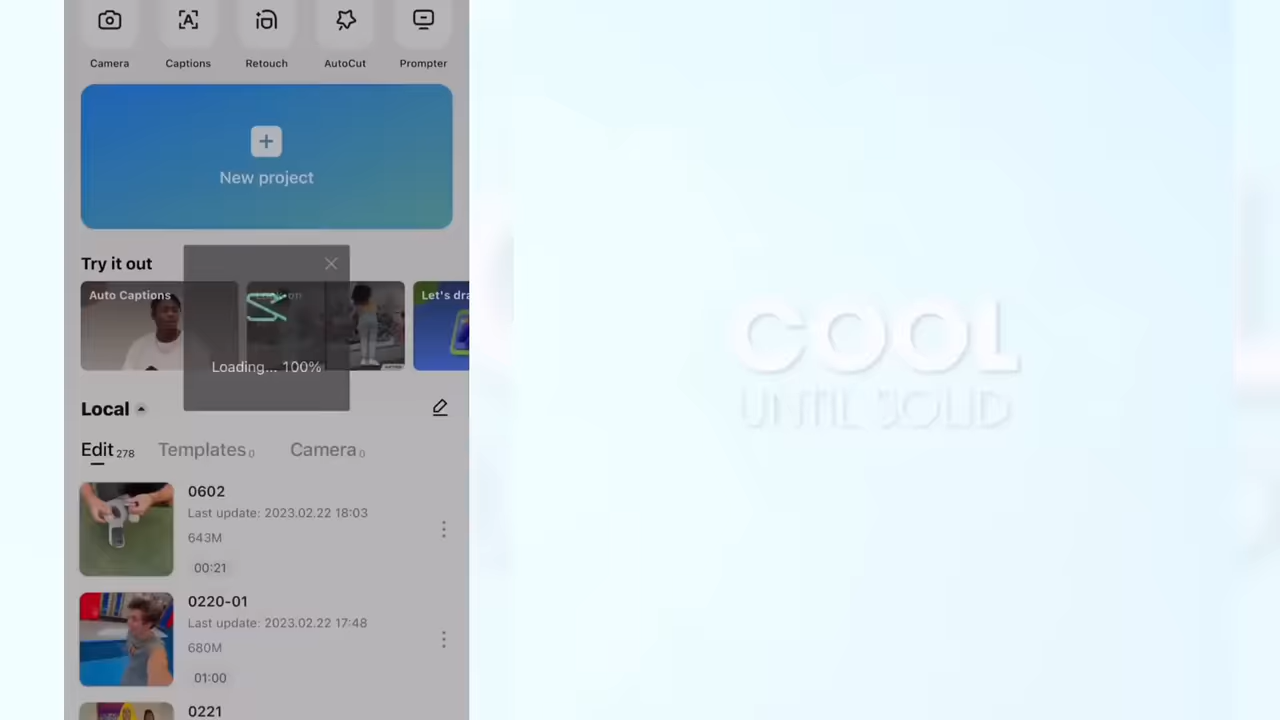 Camera
Captions
Retouch
AutoCut
Prompter
New project
Try it out
Auto Captions
Let's dra
Loading... 100%
Local
Edit 278
Templates 0
Camera 0
0602
Last update: 2023.02.22 18:03
643M
00:21
0220-01
Last update: 2023.02.22 17:48
680M
01:00
0221
COOL
UNTIL SOLID